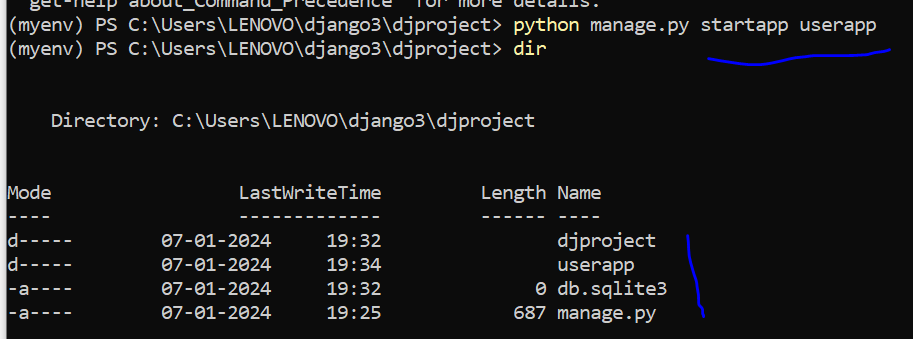 get-help about_Command_Precedence" for more details.
(myenv) PS C:\Users\LENOVO\django3\djproject> python manage.py startapp userapp
(myenv) PS C:\Users\LENOVO\django3\djproject> dir
Directory: C:\Users\LENOVO\django3\djproject
Mode LastWriteTime Length Name
---- ------------- ------ ----
d----- 07-01-2024 19:32 djproject
d----- 07-01-2024 19:34 userapp
-a---- 07-01-2024 19:32 0 db.sqlite3
-a---- 07-01-2024 19:25 687 manage.py